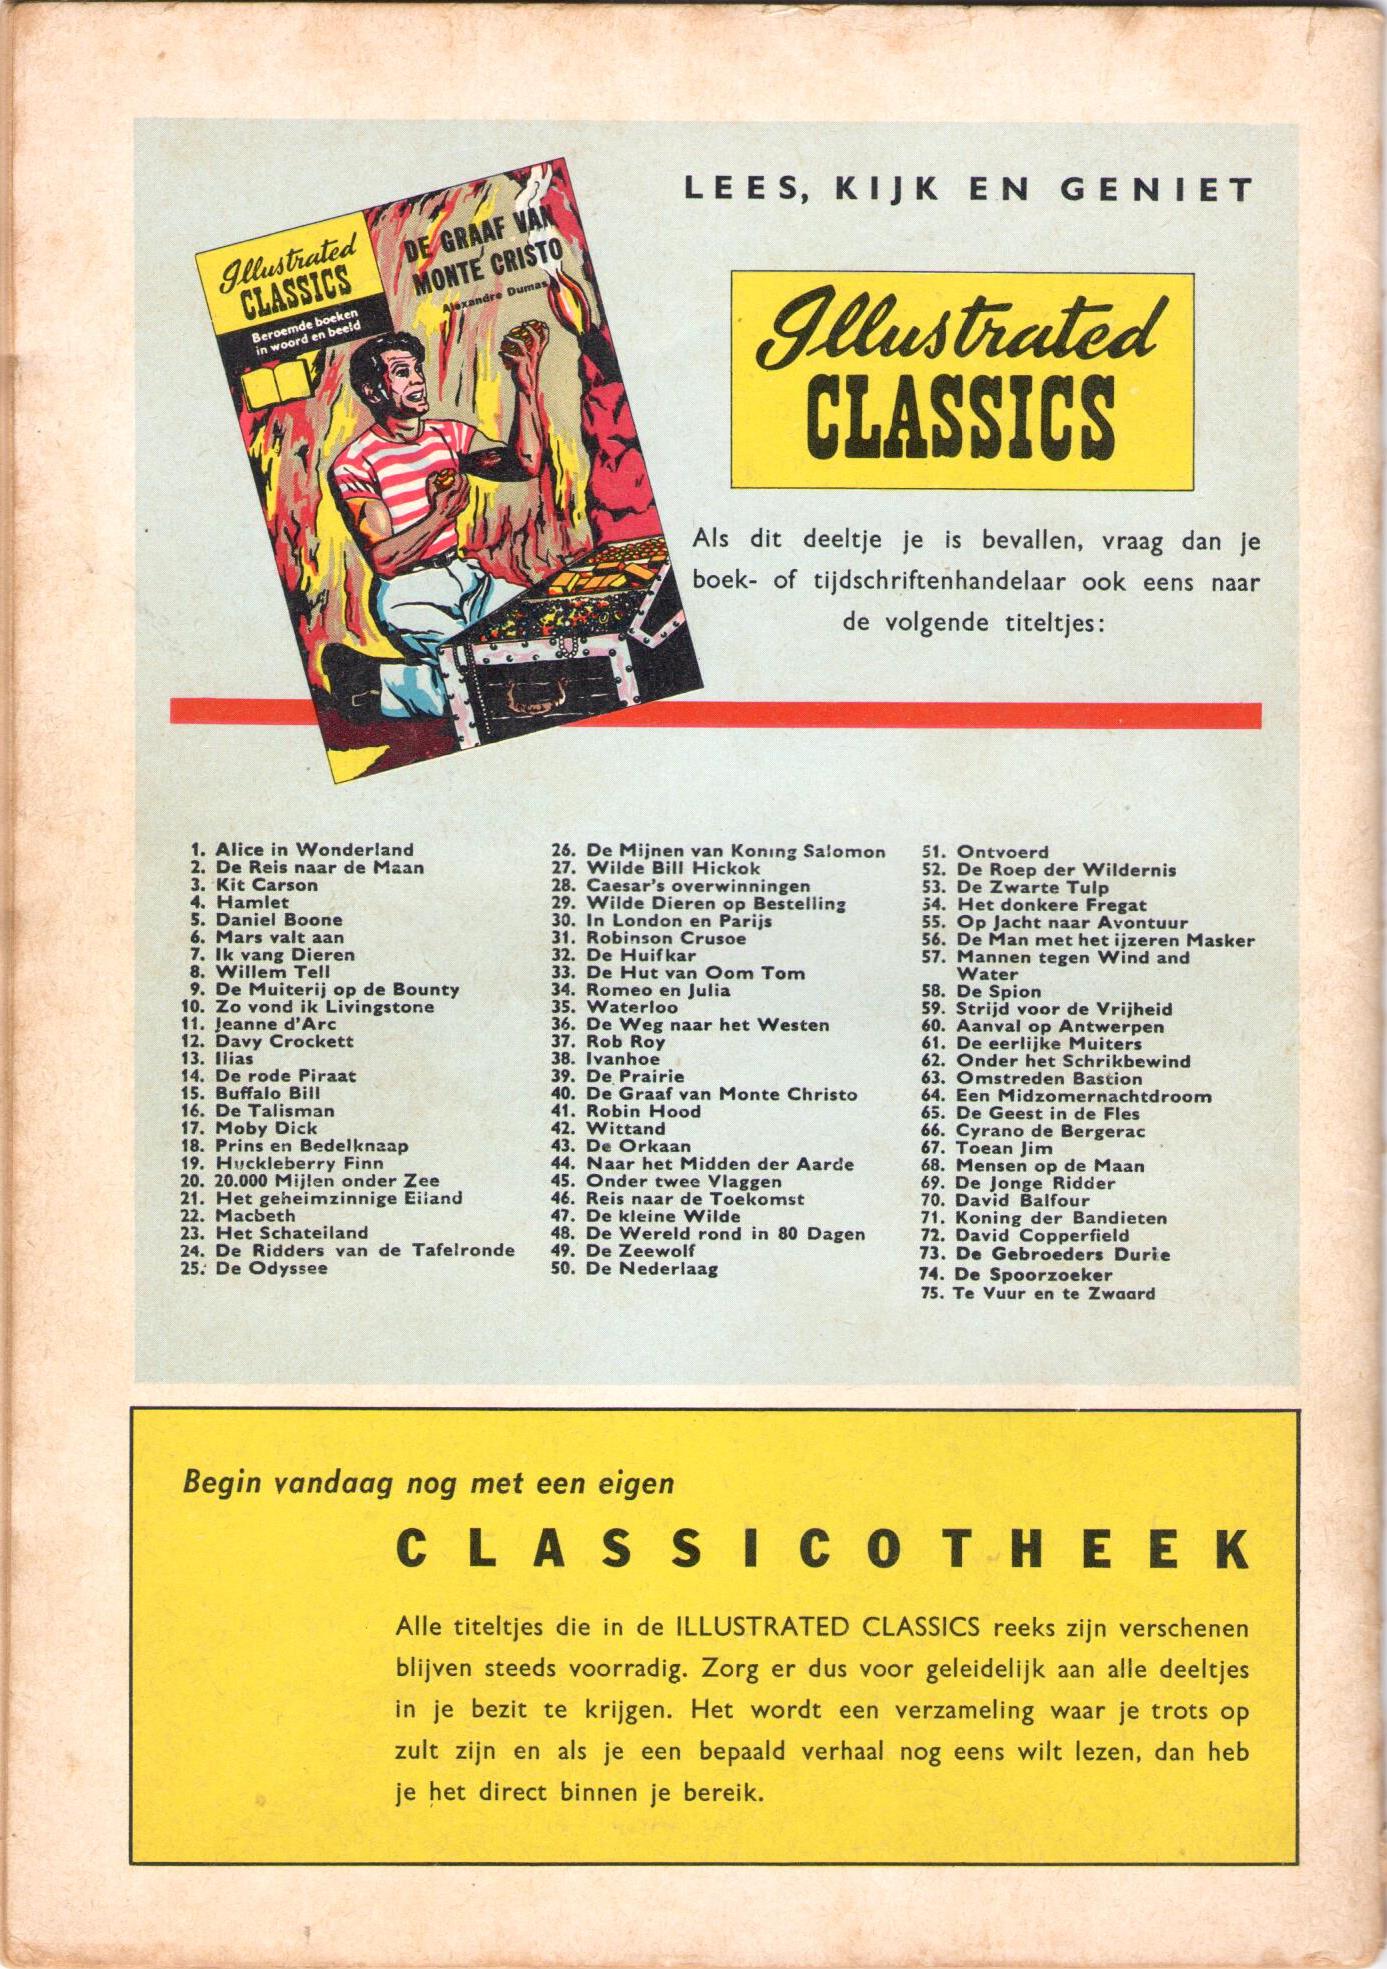 LEES, KIJK EN GENIET
Illustrated
CLASSICS
Beroemde boeken
in woord en beeld
DE GRAAF VAN
MONTE CRISTO
Alexandre Dumas
Illustrated
CLASSICS
Als dit deeltje je is bevallen, vraag dan je
boek- of tijdschriftenhandelaar ook eens naar
de volgende titeltjes:
1. Alice in Wonderland
2. De Reis naar de Maan
3. Kit Carson
4. Hamlet
5. Daniel Boone
6. Mars valt aan
7. Ik vang Dieren
8. Willem Tell
9. De Muiterij op de Bounty
10. Zo vond ik Livingstone
11. Jeanne d'Arc
12. Davy Crockett
13. Ilias
14. De rode Piraat
15. Buffalo Bill
16. De Talisman
17. Moby Dick
18. Prins en Bedelknaap
19. Huckleberry Finn
20. 20.000 Mijlen onder Zee
21. Het geheimzinnige Eiland
22. Macbeth
23. Het Schateiland
24. De Ridders van de Tafelronde
25. De Odyssee
26. De Mijnen van Koning Salomon
27. Wilde Bill Hickok
28. Caesar's overwinningen
29. Wilde Dieren op Bestelling
30. In London en Parijs
31. Robinson Crusoe
32. De Huifkar
33. De Hut van Oom Tom
34. Romeo en Julia
35. Waterloo
36. De Weg naar het Westen
37. Rob Roy
38. Ivanhoe
39. De Prairie
40. De Graaf van Monte Christo
41. Robin Hood
42. Wittand
43. De Orkaan
44. Naar het Midden der Aarde
45. Onder twee Vlaggen
46. Reis naar de Toekomst
47. De kleine Wilde
48. De Wereld rond in 80 Dagen
49. De Zeewolf
50. De Nederlaag
51. Ontvoerd
52. De Roep der Wildernis
53. De Zwarte Tulp
54. Het donkere Fregat
55. Op Jacht naar Avontuur
56. De Man met het ijzeren Masker
57. Mannen tegen Wind and
Water
58. De Spion
59. Strijd voor de Vrijheid
60. Aanval op Antwerpen
61. De eerlijke Muiters
62. Onder het Schrikbewind
63. Omstreden Bastion
64. Een Midzomernachtdroom
65. De Geest in de Fles
66. Cyrano de Bergerac
67. Toean Jim
68. Mensen op de Maan
69. De Jonge Ridder
70. David Balfour
71. Koning der Bandieten
72. David Copperfield
73. De Gebroeders Durie
74. De Spoorzoeker
75. Te Vuur en te Zwaard
Begin vandaag nog met een eigen
CLASSICOTHEEK
Alle titeltjes die in de ILLUSTRATED CLASSICS reeks zijn verschenen
blijven steeds voorradig. Zorg er dus voor geleidelijk aan alle deeltjes
in je bezit te krijgen. Het wordt een verzameling waar je trots op
zult zijn en als je een bepaald verhaal nog eens wilt lezen, dan heb
je het direct binnen je bereik.